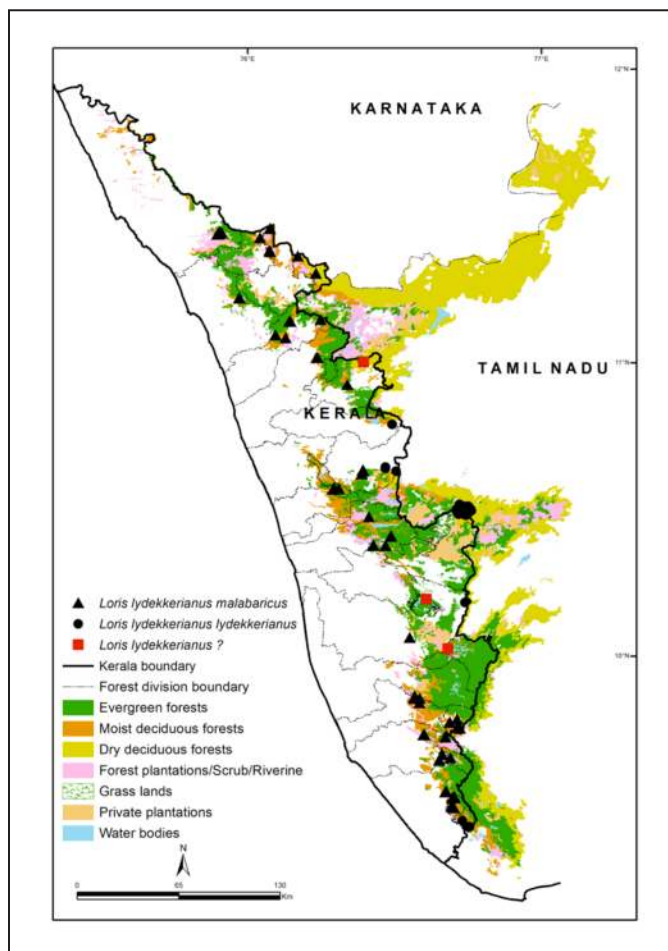 76°E
77°E
12°N
KARNATAKA
TAMIL NADU
11°N
KERALA
Loris lydekkerianus malabaricus
Loris lydekkerianus lydekkerianus
Loris lydekkerianus ?
Kerala boundary
10°N
Forest division boundary
Evergreen forests
Moist deciduous forests
Dry deciduous forests
Forest plantations/Scrub/Riverine
Grass lands
Private plantations
Water bodies
N
0 65 130
Km